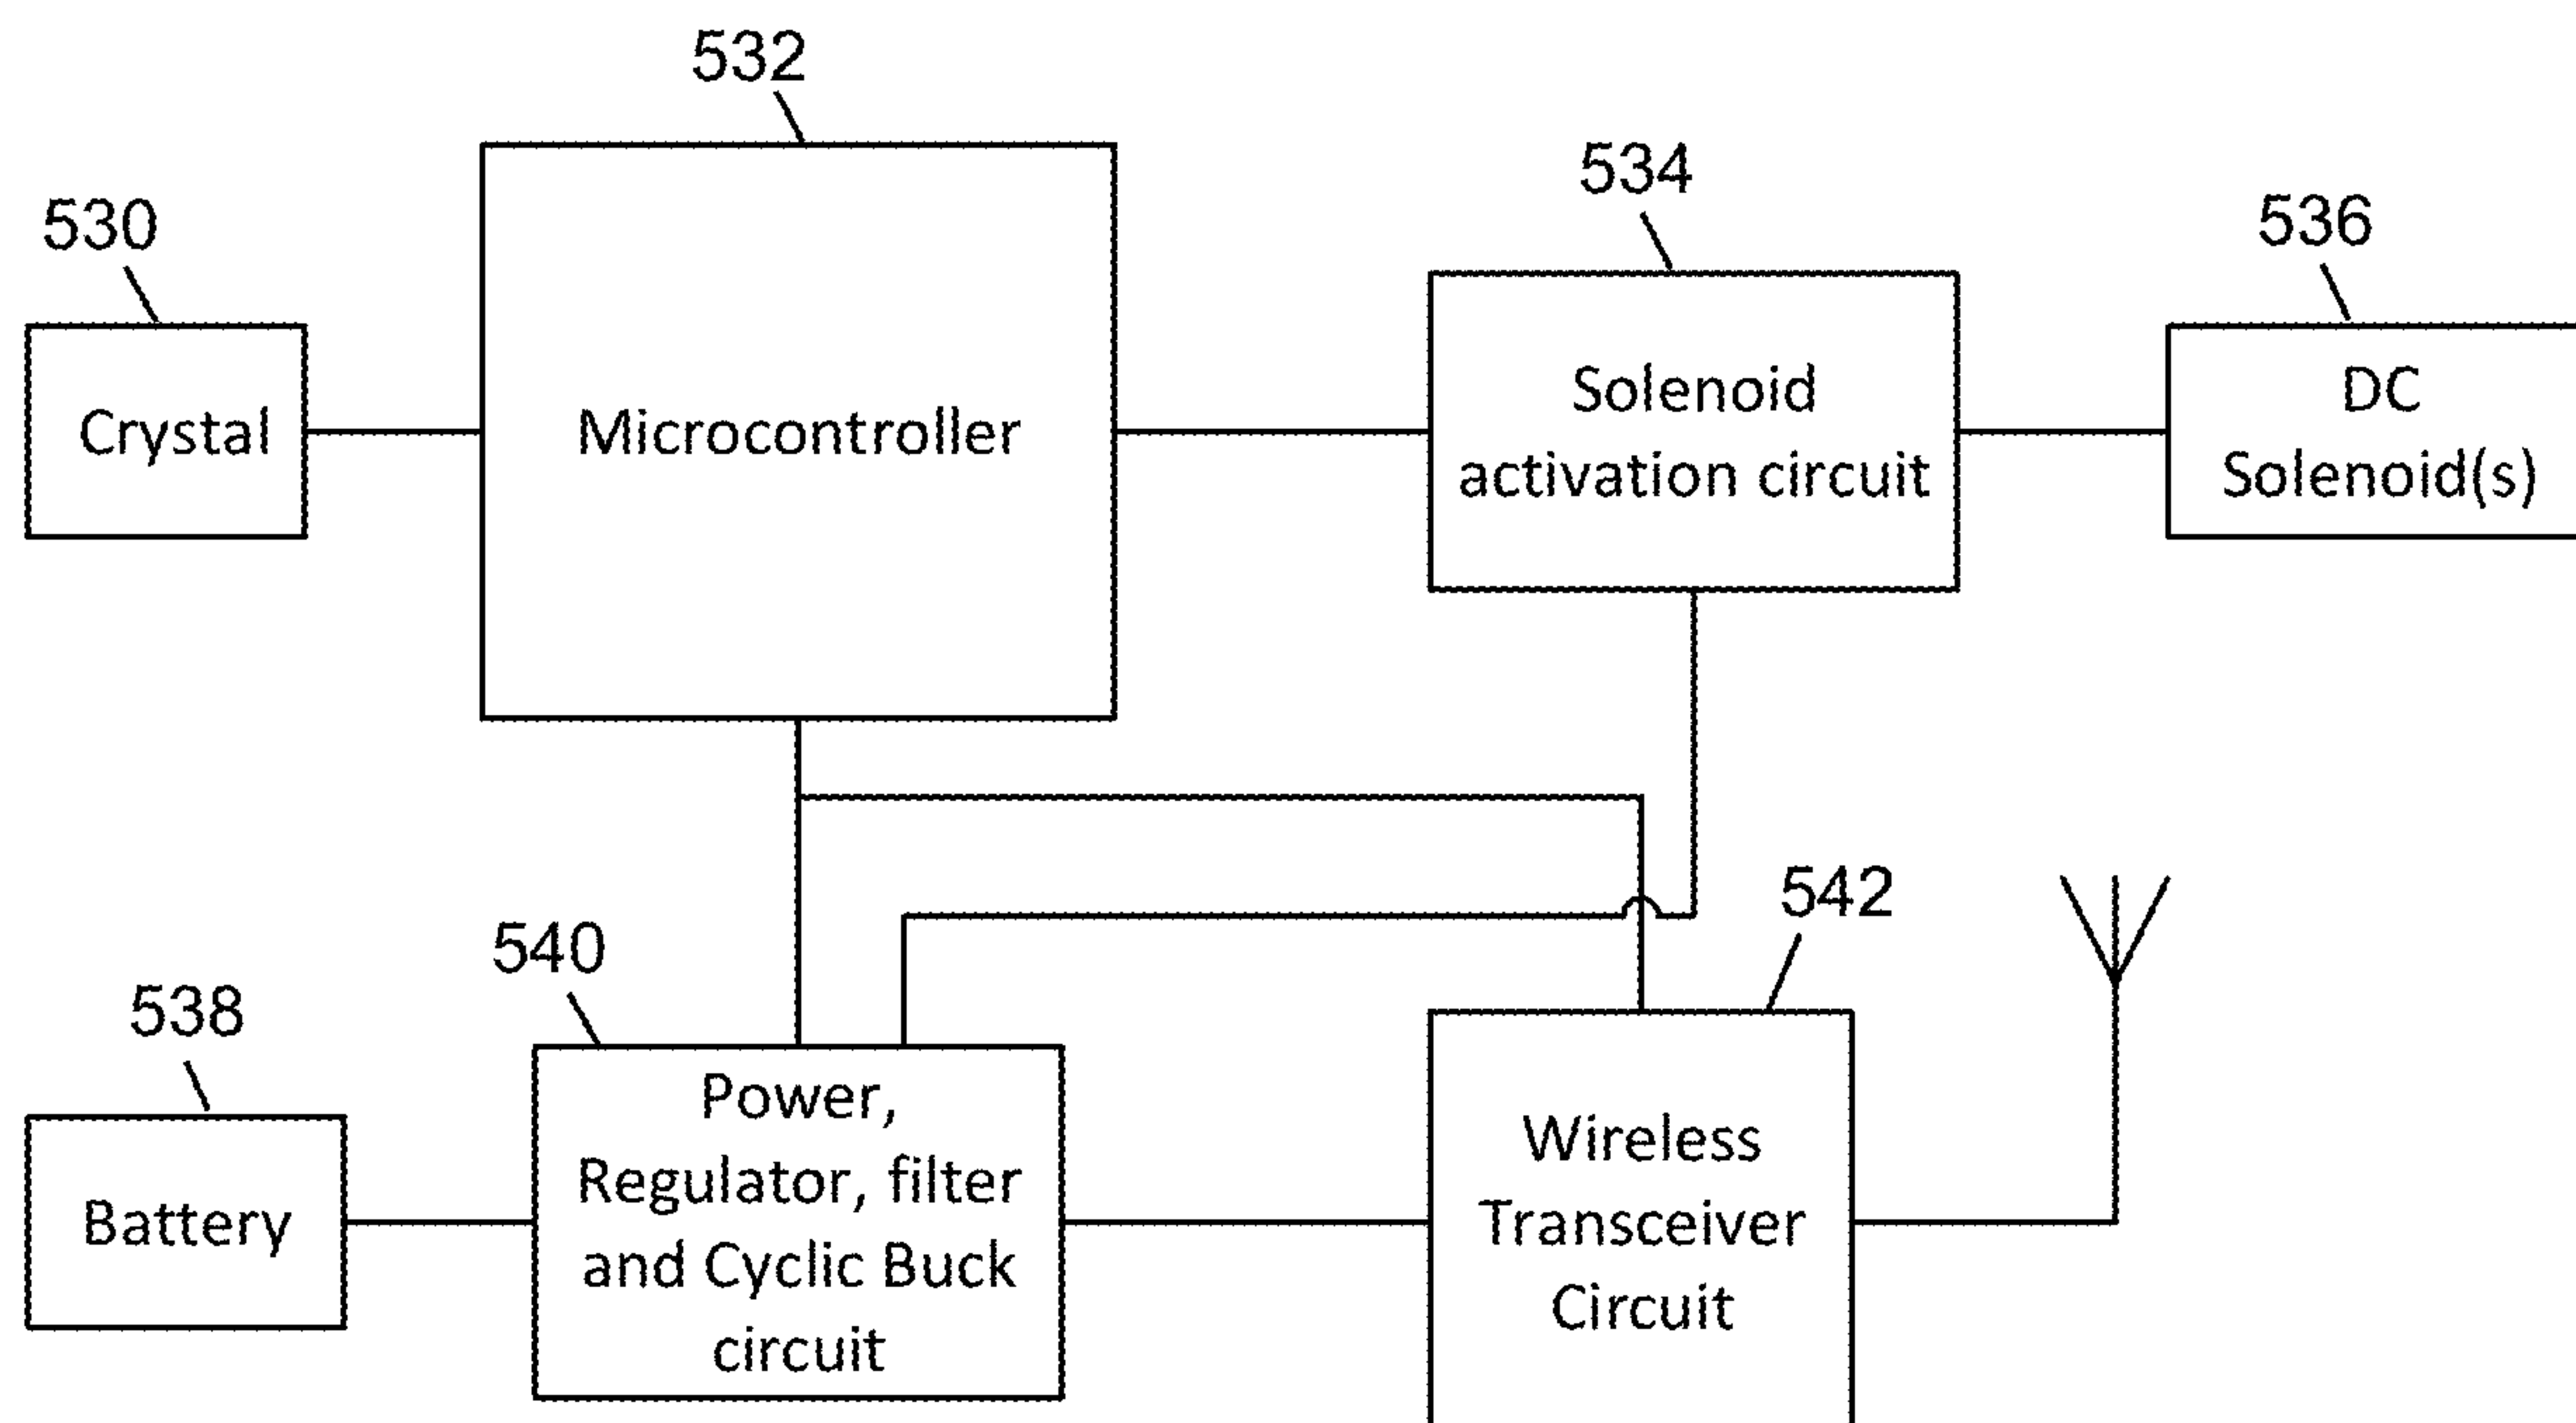 532
534
530
536
Crystal
Microcontroller
Solenoid
activation circuit
DC
Solenoid(s)
542
540
538
Battery
Power,
Regulator, filter
and Cyclic Buck
circuit
Wireless
Transceiver
Circuit